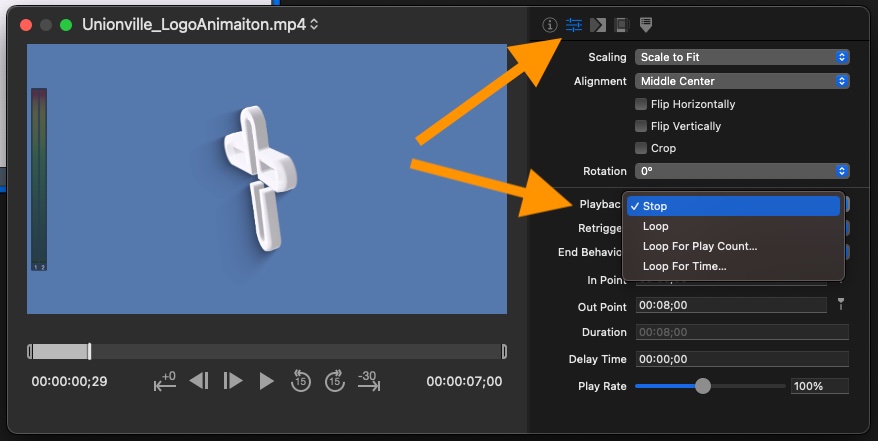 Unionville_LogoAnimaiton.mp4
Scaling
Scale to Fit
Alignment
Middle Center
Flip Horizontally
Flip Vertically
Crop
Rotation
0°
Playbac
Stop
Loop
Loop For Play Count...
Loop For Time...
Retrigge
End Behavio
In Point
Out Point
00:08;00
Duration
00:08;00
Delay Time
00:00;00
Play Rate
100%
1 2
00:00:00;29
+0
15
15
-30
00:00:07;00